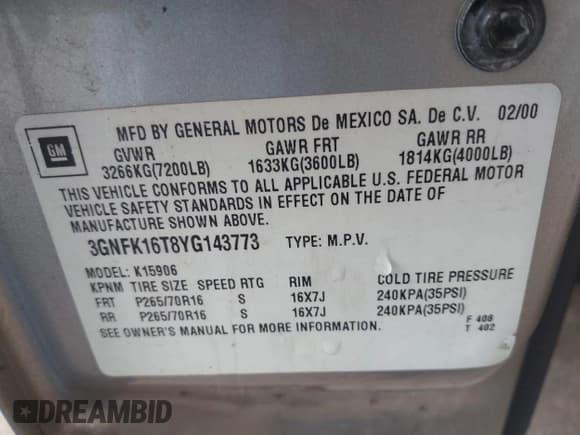 GM
MFD BY GENERAL MOTORS De MEXICO SA. De C.V. 02/00
GVWR GAWR FRT GAWR RR
3266KG(7200LB) 1633KG(3600LB) 1814KG(4000LB)
THIS VEHICLE CONFORMS TO ALL APPLICABLE U.S. FEDERAL MOTOR
VEHICLE SAFETY STANDARDS IN EFFECT ON THE DATE OF
MANUFACTURE SHOWN ABOVE.
3GNFK16T8YG143773 TYPE: M.P.V.
MODEL: K15906
KPNM TIRE SIZE SPEED RTG RIM COLD TIRE PRESSURE
FRT P265/70R16 S 16X7J 240KPA(35PSI)
RR P265/70R16 S 16X7J 240KPA(35PSI)
SEE OWNER'S MANUAL FOR MORE INFORMATION.
F 408
T 402
DREAMBID